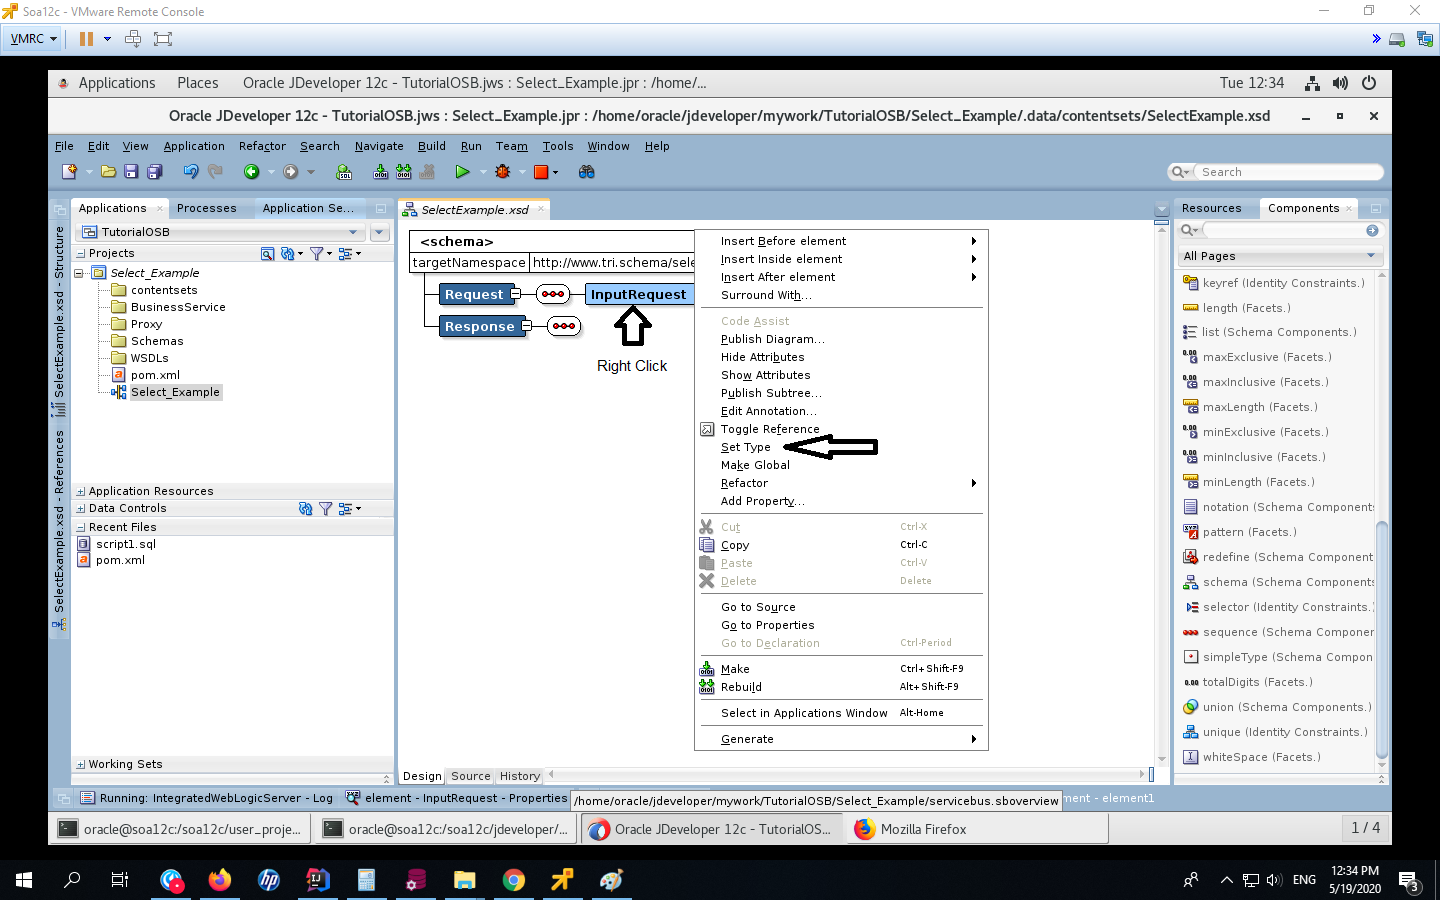 Soa12c - VMware Remote Console
VMRC
Applications Places Oracle JDeveloper 12c - TutorialOSB.jws : Select_Example.jpr : /home/... Tue 12:34
Oracle JDeveloper 12c - TutorialOSB.jws : Select_Example.jpr : /home/oracle/jdeveloper/mywork/TutorialOSB/Select_Example/.data/contentsets/SelectExample.xsd
File Edit View Application Refactor Search Navigate Build Run Team Tools Window Help
Search
SelectExample.xsd - Structure
SelectExample.xsd - References
Applications Processes Application Se...
TutorialOSB
Projects
Select_Example
contentsets
BusinessService
Proxy
Schemas
WSDLs
pom.xml
Select_Example
Application Resources
Data Controls
Recent Files
script1.sql
pom.xml
Working Sets
SelectExample.xsd
<schema>
targetNamespace http://www.tri.schema/sele
Request InputRequest
Response
Right Click
Insert Before element
Insert Inside element
Insert After element
Surround With...
Code Assist
Publish Diagram...
Hide Attributes
Show Attributes
Publish Subtree...
Edit Annotation...
Toggle Reference
Set Type
Make Global
Refactor
Add Property...
Cut Ctrl-X
Copy Ctrl-C
Paste Ctrl-V
Delete Delete
Go to Source
Go to Properties
Go to Declaration Ctrl-Period
Make Ctrl+Shift-F9
Rebuild Alt+Shift-F9
Select in Applications Window Alt-Home
Generate
Design Source History
Resources Components
All Pages
keyref (Identity Constraints.)
length (Facets.)
list (Schema Components.)
maxExclusive (Facets.)
maxInclusive (Facets.)
maxLength (Facets.)
minExclusive (Facets.)
minInclusive (Facets.)
minLength (Facets.)
notation (Schema Component
pattern (Facets.)
redefine (Schema Component
schema (Schema Components
selector (Identity Constraints.
sequence (Schema Componer
simpleType (Schema Compon
totalDigits (Facets.)
union (Schema Components.)
unique (Identity Constraints.)
whiteSpace (Facets.)
Running: IntegratedWebLogicServer - Log element - InputRequest - Properties ment - element1
/home/oracle/jdeveloper/mywork/TutorialOSB/Select_Example/servicebus.sboverview
oracle@soa12c:/soa12c/user_proje... oracle@soa12c:/soa12c/jdeveloper/... Oracle JDeveloper 12c - TutorialOS... Mozilla Firefox 1 / 4
ENG 12:34 PM
5/19/2020
3